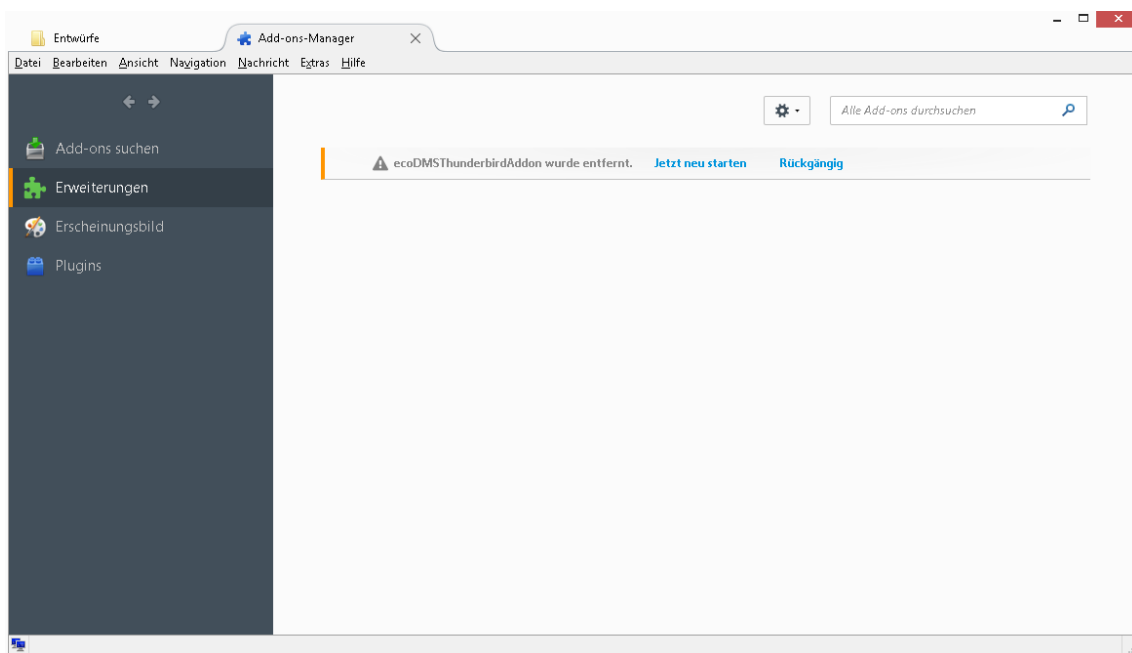 Entwürfe
Add-ons-Manager
Datei Bearbeiten Ansicht Navigation Nachricht Extras Hilfe
Alle Add-ons durchsuchen
Add-ons suchen
ecoDMSThunderbirdAddon wurde entfernt. Jetzt neu starten Rückgängig
Erweiterungen
Erscheinungsbild
Plugins